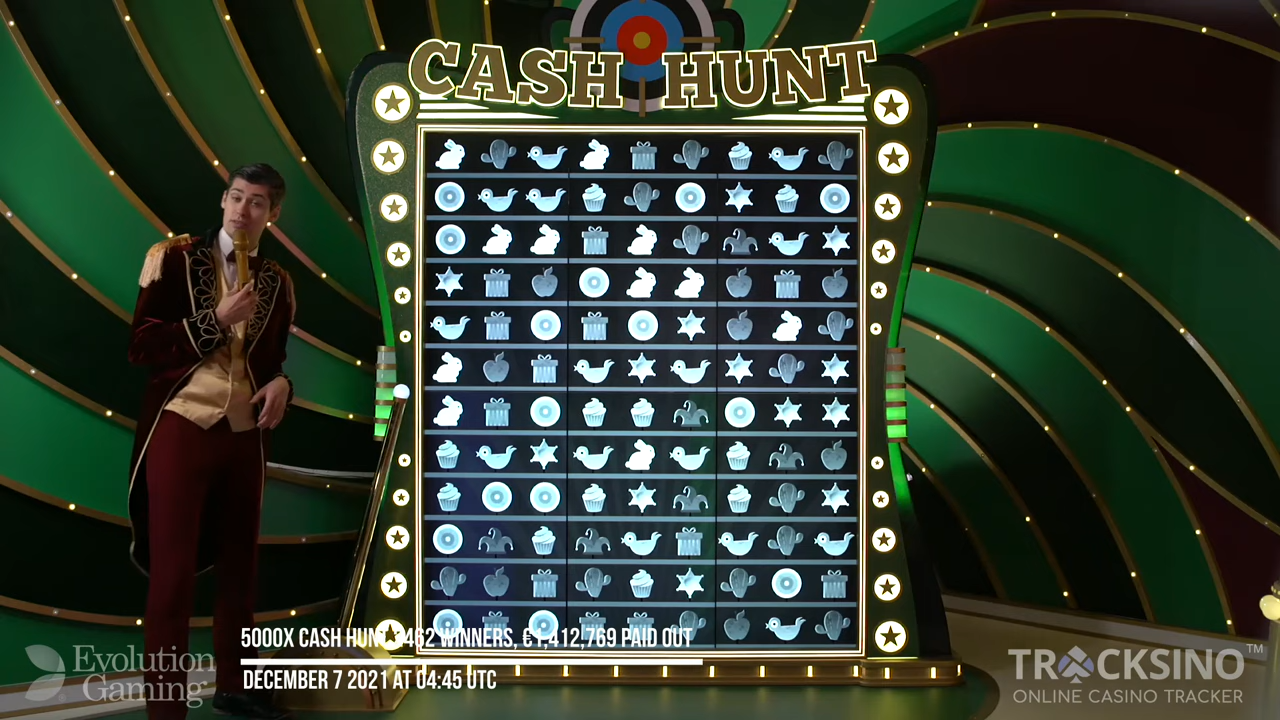 CASH HUNT
5000X CASH HUNT, 3462 WINNERS, €1,412,769 PAID OUT
DECEMBER 7 2021 AT 04:45 UTC
Evolution
Gaming
TRACKSINO™
ONLINE CASINO TRACKER